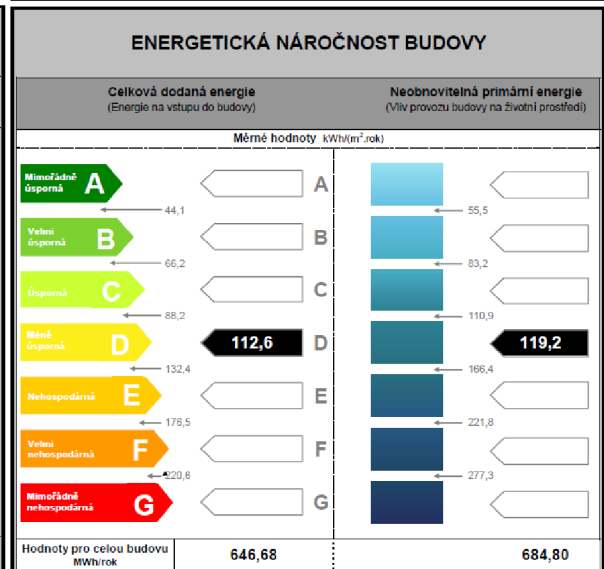 ENERGETICKÁ NÁROČNOST BUDOVY
Celková dodaná energie
(Energie na vstupu do budovy)
Neobnovitelná primární energie
(Vliv provozu budovy na životní prostředí)
Měrné hodnoty kWh/(m².rok)
Mimořádně
úsporná
A
A
44,1
55,5
Velmi
úsporná
B
B
66,2
83,2
Úsporná
C
C
88,2
110,9
Méně
úsporná
D
112,6
D
119,2
132,4
166,4
Nehospodárná
E
E
176,5
221,8
Velmi
nehospodárná
F
F
220,6
277,3
Mimořádně
nehospodárná
G
G
Hodnoty pro celou budovu
MWh/rok
646,68
684,80